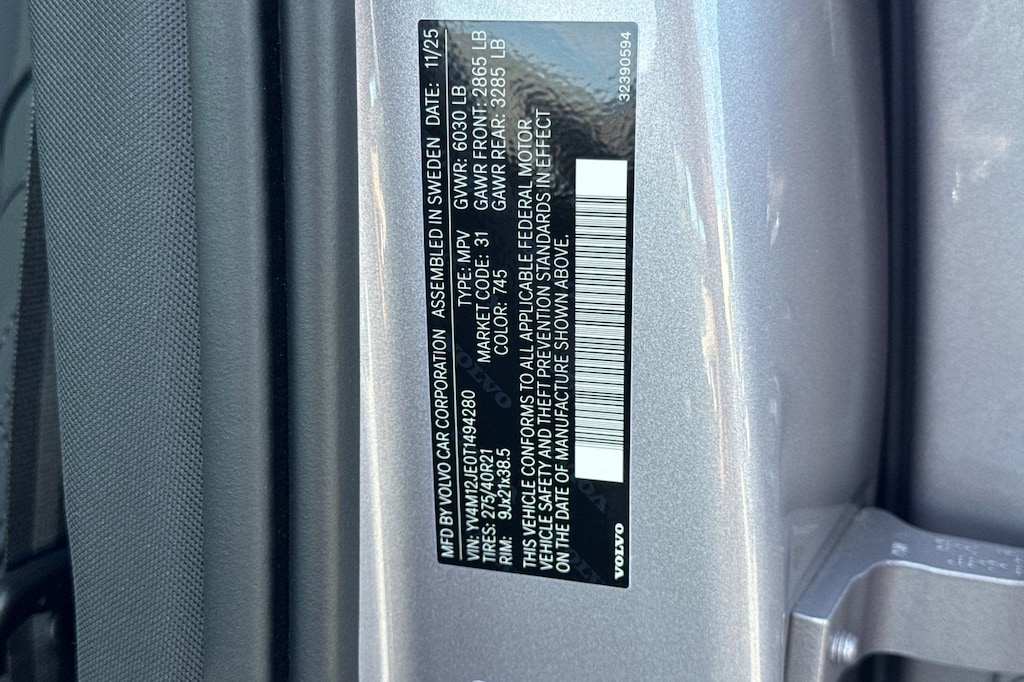 MFD BY VOLVO CAR CORPORATION ASSEMBLED IN SWEDEN DATE: 11/25
VIN: YV4M12JE0T1494280 TYPE: MPV GVWR: 6030 LB
TIRES: 275/40R21 MARKET CODE: 31 GAWR FRONT: 2865 LB
RIM: 9Jx21x38.5 COLOR: 745 GAWR REAR: 3285 LB
THIS VEHICLE CONFORMS TO ALL APPLICABLE FEDERAL MOTOR
VEHICLE SAFETY AND THEFT PREVENTION STANDARDS IN EFFECT
ON THE DATE OF MANUFACTURE SHOWN ABOVE.
VOLVO 32390594